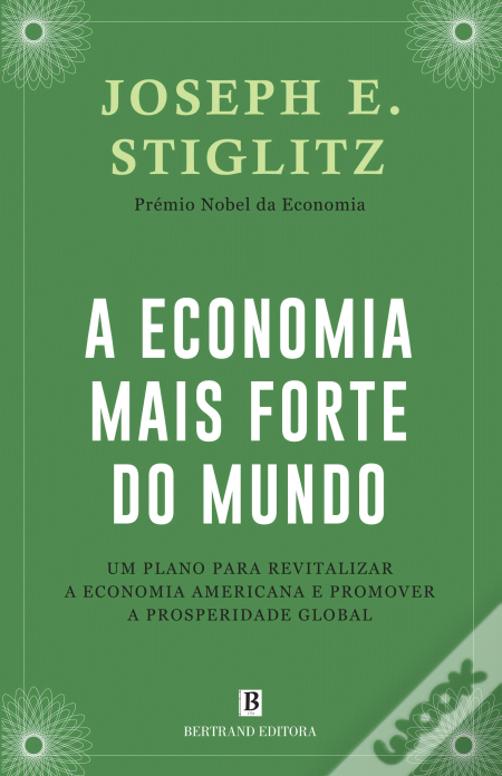 JOSEPH E.
STIGLITZ
Prémio Nobel da Economia
A ECONOMIA
MAIS FORTE
DO MUNDO
UM PLANO PARA REVITALIZAR
A ECONOMIA AMERICANA E PROMOVER
A PROSPERIDADE GLOBAL
B
BERTRAND EDITORA
wook